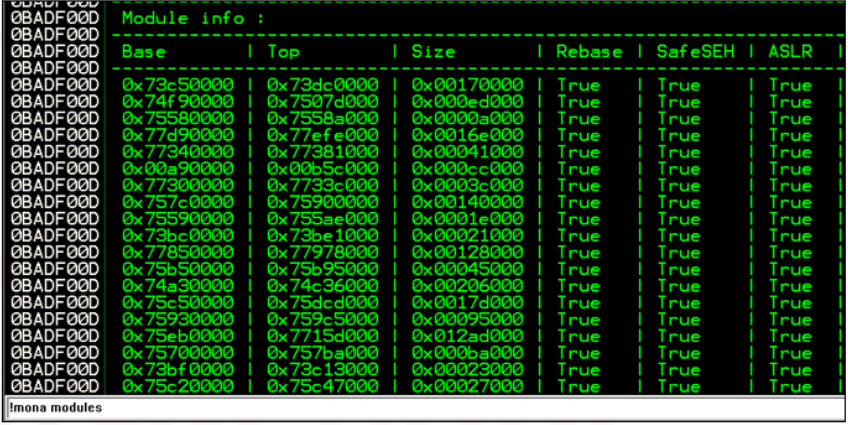 0BADF00D Module info :
0BADF00D
0BADF00D Base | Top | Size | Rebase | SafeSEH | ASLR |
0BADF00D
0BADF00D 0x73c50000 | 0x73dc0000 | 0x00170000 | True | True | True |
0BADF00D 0x74f90000 | 0x7507d000 | 0x000ed000 | True | True | True |
0BADF00D 0x75580000 | 0x7558a000 | 0x0000a000 | True | True | True |
0BADF00D 0x77d90000 | 0x77efe000 | 0x0016e000 | True | True | True |
0BADF00D 0x77340000 | 0x77381000 | 0x00041000 | True | True | True |
0BADF00D 0x00a90000 | 0x00b5c000 | 0x000cc000 | True | True | True |
0BADF00D 0x77300000 | 0x7733c000 | 0x0003c000 | True | True | True |
0BADF00D 0x757c0000 | 0x75900000 | 0x00140000 | True | True | True |
0BADF00D 0x75590000 | 0x755ae000 | 0x0001e000 | True | True | True |
0BADF00D 0x73bc0000 | 0x73be1000 | 0x00021000 | True | True | True |
0BADF00D 0x77850000 | 0x77978000 | 0x00128000 | True | True | True |
0BADF00D 0x75b50000 | 0x75b95000 | 0x00045000 | True | True | True |
0BADF00D 0x74a30000 | 0x74c36000 | 0x00206000 | True | True | True |
0BADF00D 0x75c50000 | 0x75dcd000 | 0x0017d000 | True | True | True |
0BADF00D 0x75930000 | 0x759c5000 | 0x00095000 | True | True | True |
0BADF00D 0x75eb0000 | 0x7715d000 | 0x012ad000 | True | True | True |
0BADF00D 0x75700000 | 0x757ba000 | 0x000ba000 | True | True | True |
0BADF00D 0x73bf0000 | 0x73c13000 | 0x00023000 | True | True | True |
0BADF00D 0x75c20000 | 0x75c47000 | 0x00027000 | True | True | True |
!mona modules